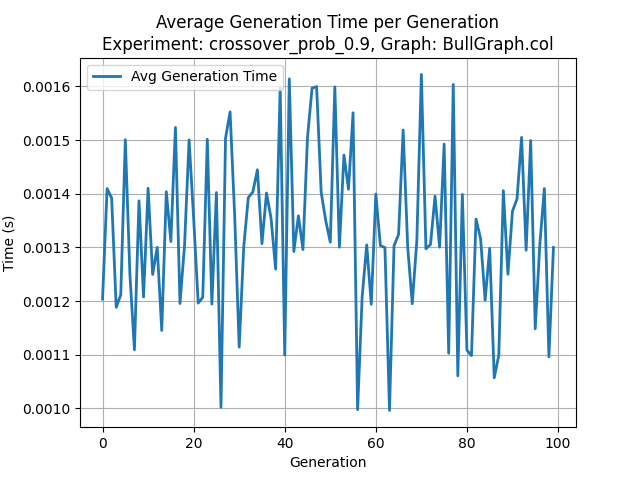 Average Generation Time per Generation
Experiment: crossover_prob_0.9, Graph: BullGraph.col
Avg Generation Time
0.0016
0.0015
0.0014
0.0013
0.0012
0.0011
0.0010
Time (s)
0 20 40 60 80 100
Generation